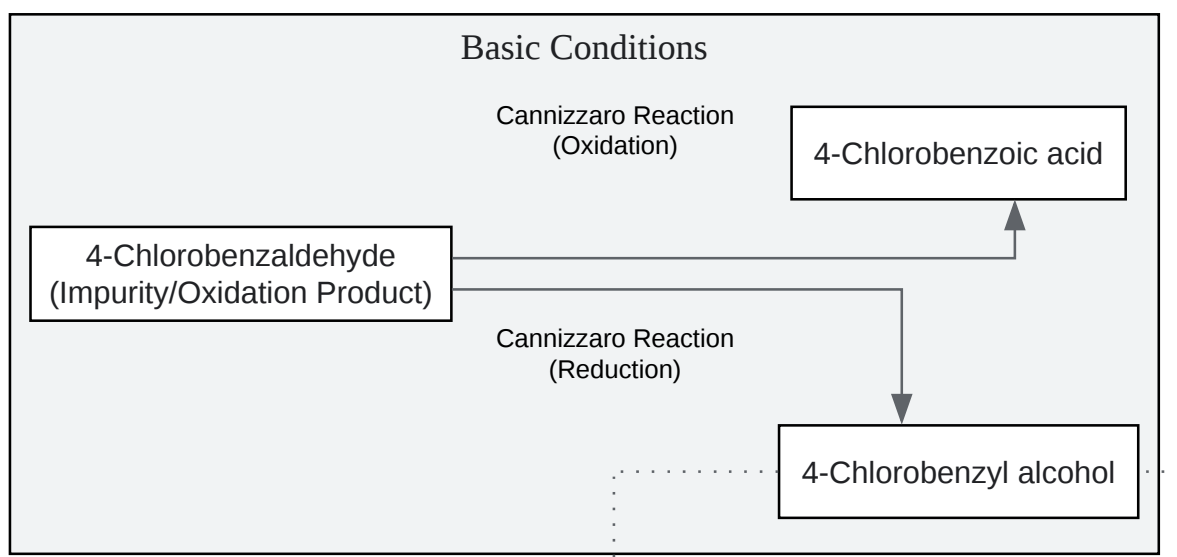 Basic Conditions
Cannizzaro Reaction
(Oxidation)
4-Chlorobenzoic acid
4-Chlorobenzaldehyde
(Impurity/Oxidation Product)
Cannizzaro Reaction
(Reduction)
4-Chlorobenzyl alcohol